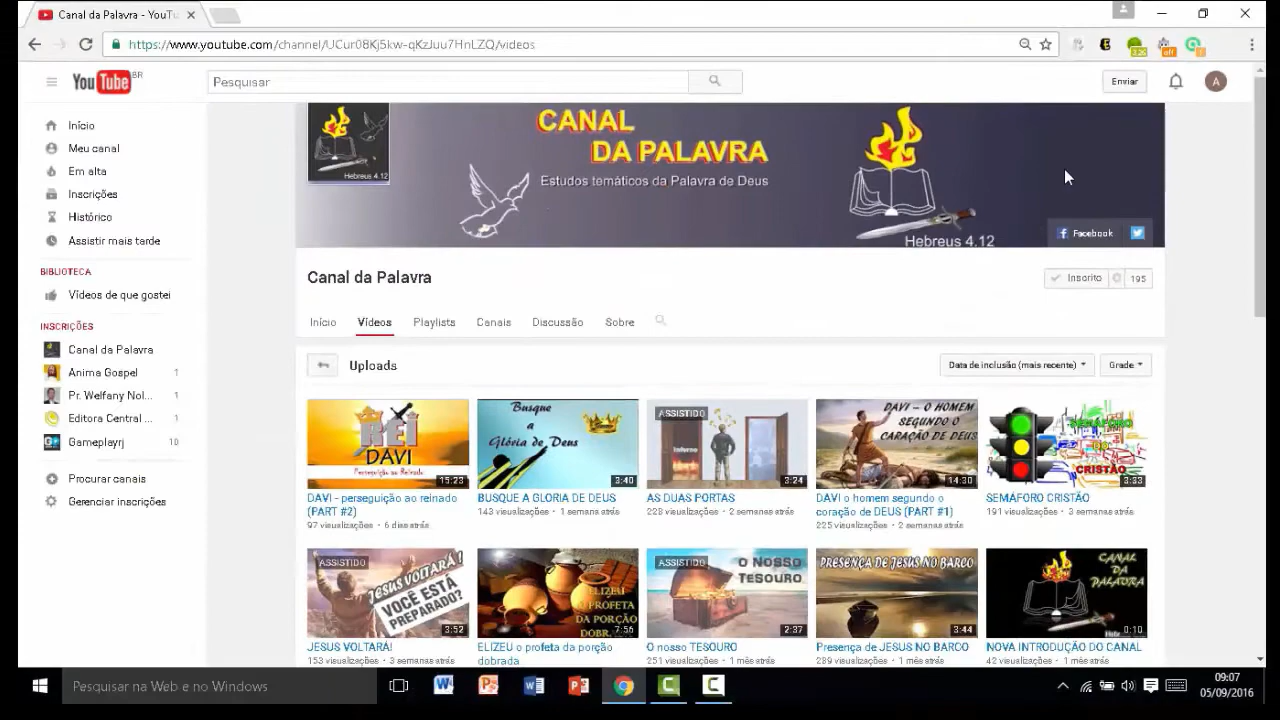 Canal da Palavra - YouTu
https://www.youtube.com/channel/UCur08Kj5kw-qKzJuu7HnLZQ/videos
YouTube BR
Pesquisar
Enviar
A
Início
Meu canal
Em alta
Inscrições
Histórico
Assistir mais tarde
BIBLIOTECA
Vídeos de que gostei
INSCRIÇÕES
Canal da Palavra
Anima Gospel 1
Pr. Welfany Nol... 1
Editora Central ... 1
Gameplayrj 10
Procurar canais
Gerenciar inscrições
Hebreus 4.12
CANAL
DA PALAVRA
Estudos temáticos da Palavra de Deus
Hebreus 4.12
Facebook
Canal da Palavra
Inscrito 195
Início Vídeos Playlists Canais Discussão Sobre
Uploads
Data de inclusão (mais recente) Grade
REI
DAVI
Perseguição ao Reinado
15:23
DAVI - perseguição ao reinado
(PART #2)
97 visualizações • 6 dias atrás
Busque
a
Glória de Deus
3:40
BUSQUE A GLORIA DE DEUS
143 visualizações • 1 semana atrás
ASSISTIDO
Inferno
3:24
AS DUAS PORTAS
228 visualizações • 2 semanas atrás
DAVI – O HOMEM
SEGUNDO O
CARAÇÃO DE DEUS
14:30
DAVI o homem segundo o
coração de DEUS (PART #1)
225 visualizações • 2 semanas atrás
SEMÁFORO
DO
CRISTÃO
3:33
SEMÁFORO CRISTÃO
191 visualizações • 3 semanas atrás
ASSISTIDO
JESUS VOLTARÁ!
VOCÊ ESTÁ
PREPARADO?
3:52
JESUS VOLTARÁ!
153 visualizações • 3 semanas atrás
ELIZEU
O PROFETA
DA PORÇÃO
DOBR.
7:56
ELIZEU o profeta da porção
dobrada
ASSISTIDO
O NOSSO
TESOURO
2:37
O nosso TESOURO
251 visualizações • 1 mês atrás
PRESENÇA DE JESUS NO BARCO
3:44
Presença de JESUS NO BARCO
289 visualizações • 1 mês atrás
CANAL
DA
PALAVRA
0:10
NOVA INTRODUÇÃO DO CANAL
42 visualizações • 1 mês atrás
Pesquisar na Web e no Windows
09:07
05/09/2016